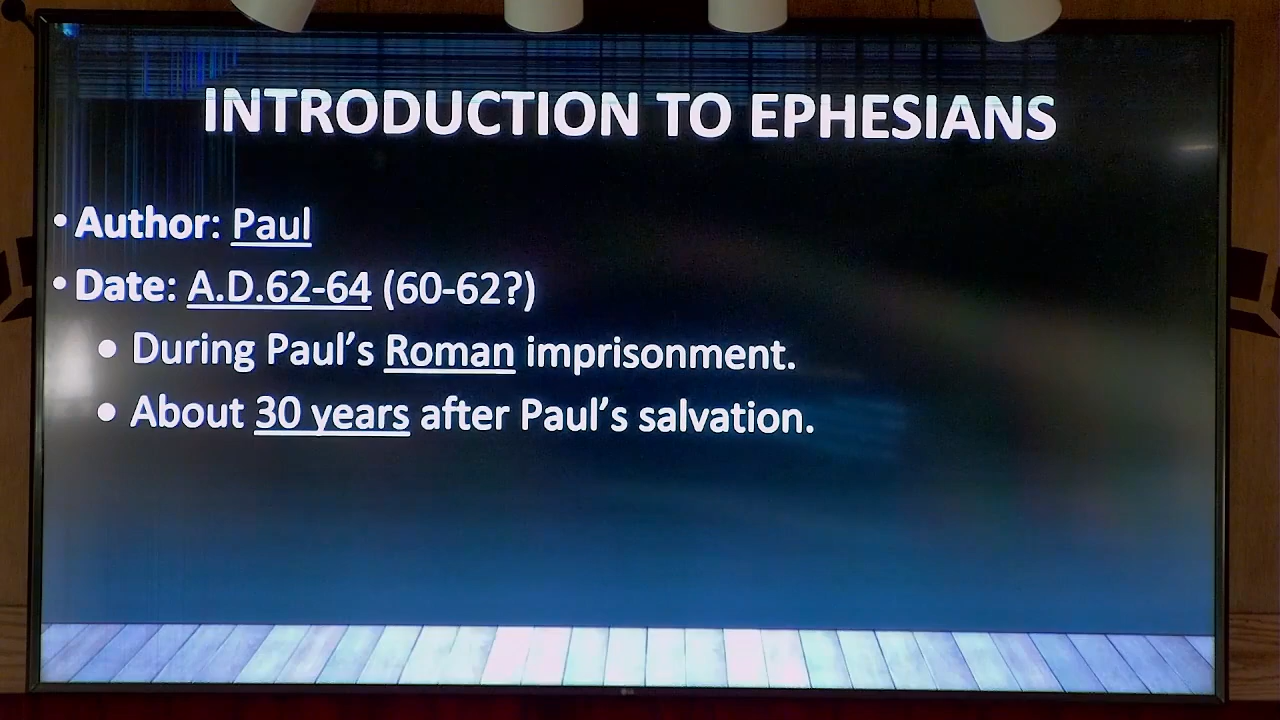 INTRODUCTION TO EPHESIANS
• Author: Paul
• Date: A.D.62-64 (60-62?)
• During Paul's Roman imprisonment.
• About 30 years after Paul's salvation.
LG